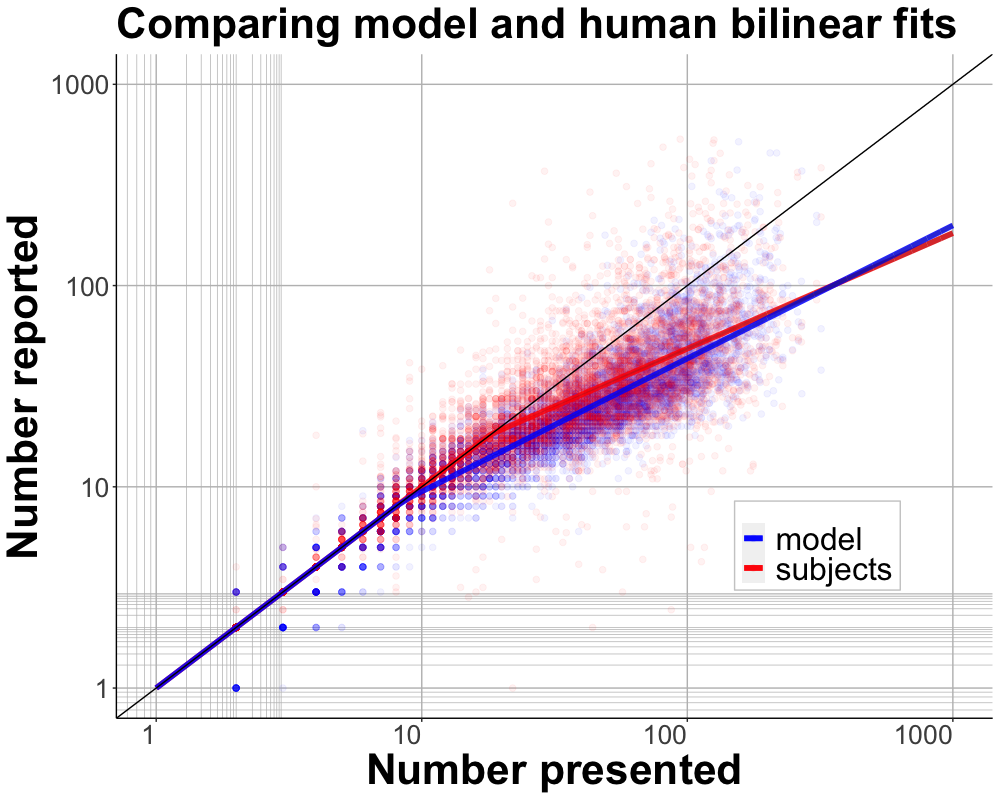 Comparing model and human bilinear fits
Number reported
1000
100
10
1
model
subjects
1
10
100
1000
Number presented